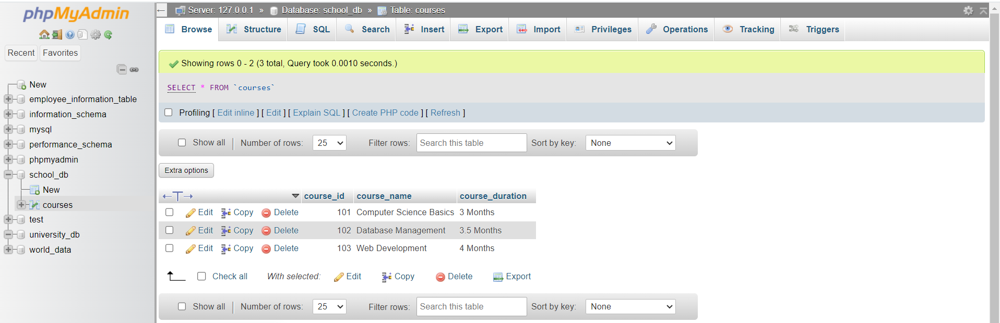 phpMyAdmin
Recent Favorites
New
employee_information_table
information_schema
mysql
performance_schema
phpmyadmin
school_db
New
courses
test
university_db
world_data
Server: 127.0.0.1 » Database: school_db » Table: courses
Browse Structure SQL Search Insert Export Import Privileges Operations Tracking Triggers
Showing rows 0 - 2 (3 total, Query took 0.0010 seconds.)
SELECT * FROM `courses`
Profiling [ Edit inline ] [ Edit ] [ Explain SQL ] [ Create PHP code ] [ Refresh ]
Show all Number of rows: 25 Filter rows: Search this table Sort by key: None
Extra options
←T→ course_id course_name course_duration
Edit Copy Delete 101 Computer Science Basics 3 Months
Edit Copy Delete 102 Database Management 3.5 Months
Edit Copy Delete 103 Web Development 4 Months
Check all With selected: Edit Copy Delete Export
Show all Number of rows: 25 Filter rows: Search this table Sort by key: None